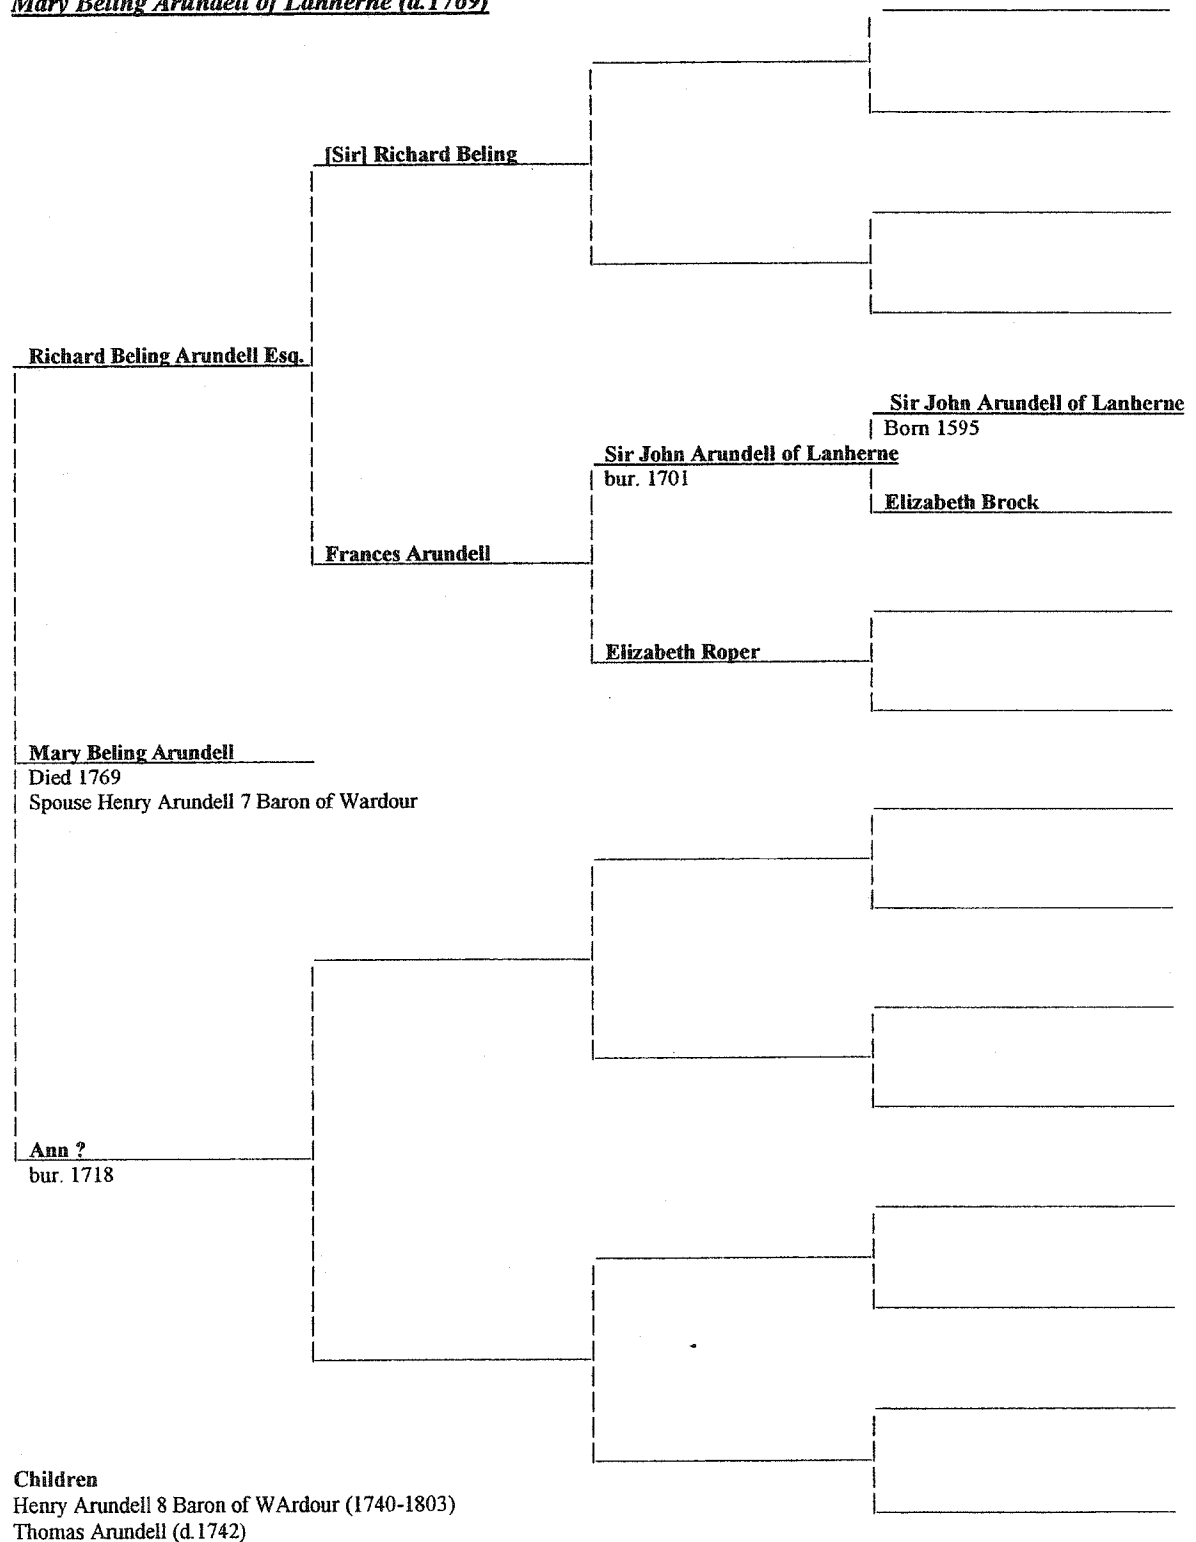 Mary Beling Arundell of Lanherne (d.1769)
[Sir] Richard Beling
Richard Beling Arundell Esq.
Sir John Arundell of Lanherne
Born 1595
Sir John Arundell of Lanherne
bur. 1701
Elizabeth Brock
Frances Arundell
Elizabeth Roper
Mary Beling Arundell
Died 1769
Spouse Henry Arundell 7 Baron of Wardour
Ann ?
bur. 1718
Children
Henry Arundell 8 Baron of WArdour (1740-1803)
Thomas Arundell (d.1742)